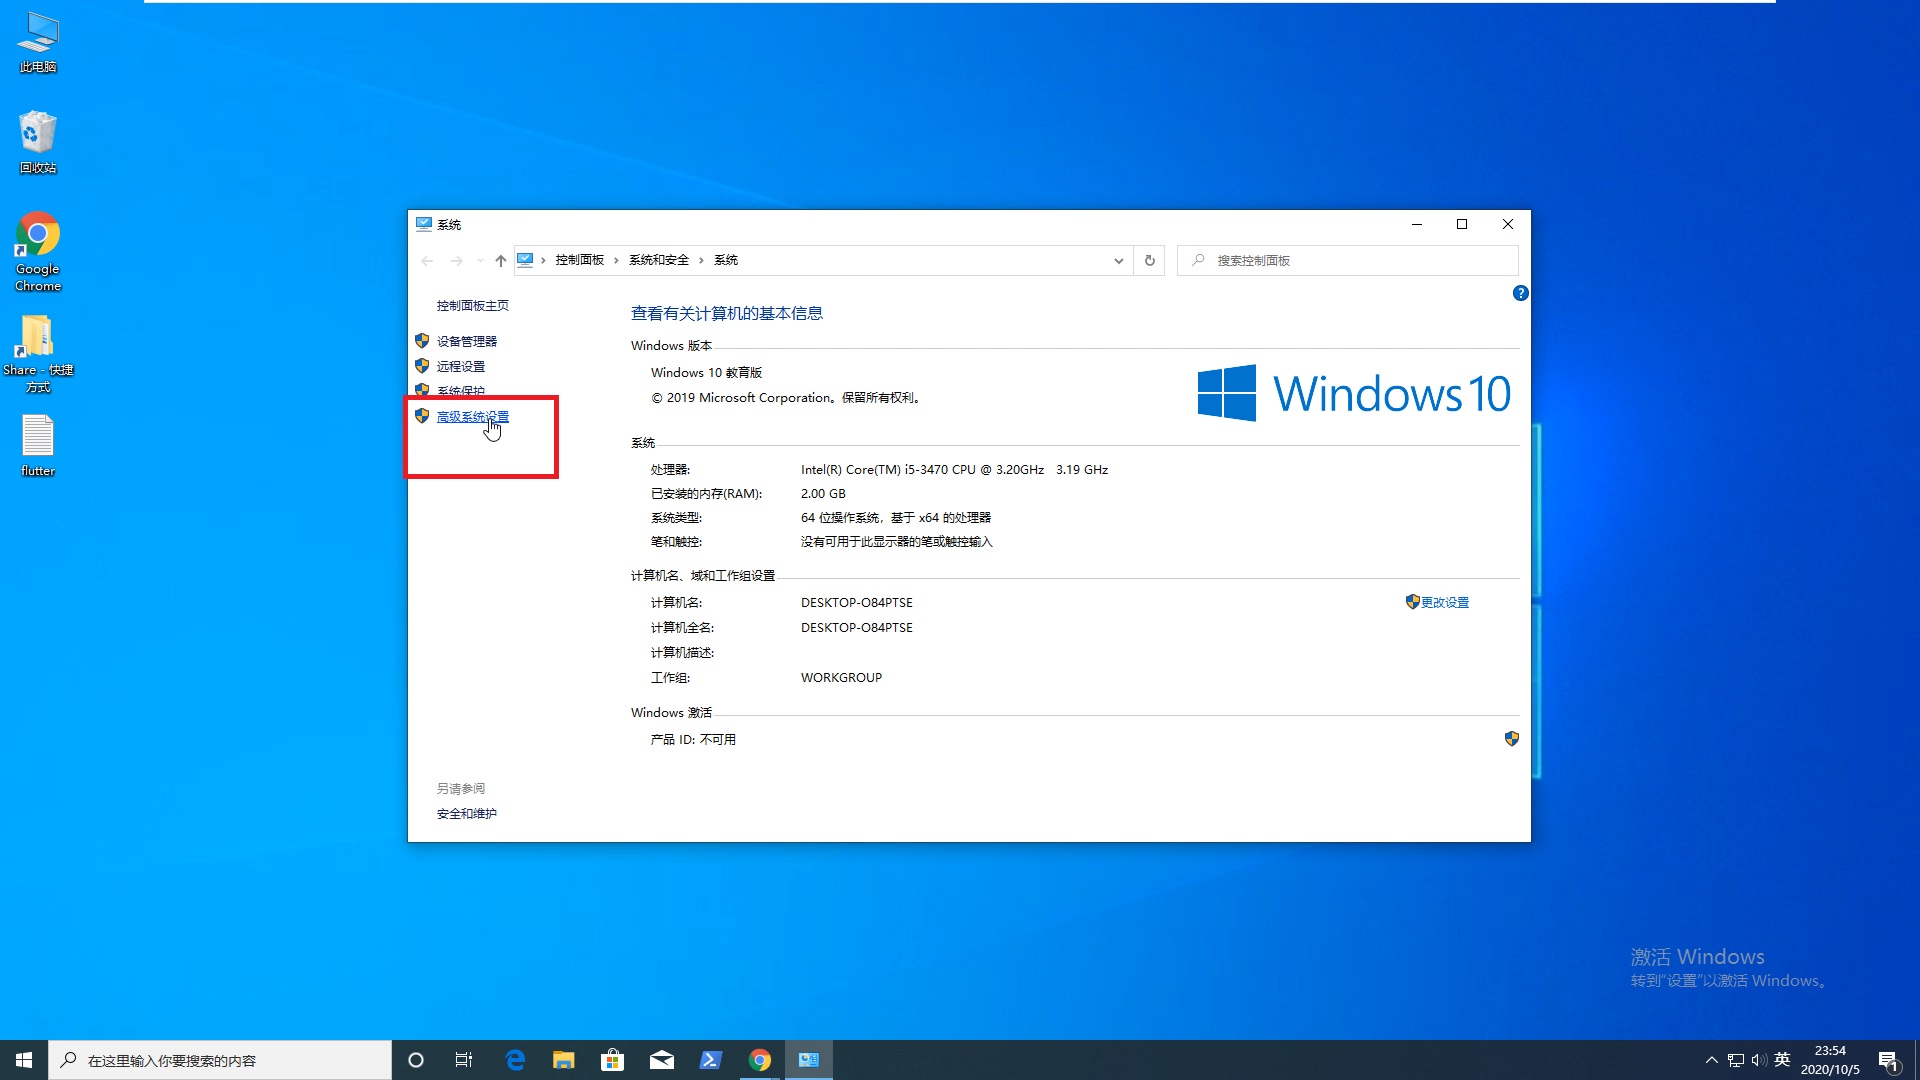 此电脑
回收站
Google
Chrome
Share - 快捷
方式
flutter
系统
控制面板 系统和安全 系统
搜索控制面板
控制面板主页
设备管理器
远程设置
系统保护
高级系统设置
另请参阅
安全和维护
查看有关计算机的基本信息
Windows 版本
Windows 10 教育版
© 2019 Microsoft Corporation。保留所有权利。
Windows 10
系统
处理器: Intel(R) Core(TM) i5-3470 CPU @ 3.20GHz 3.19 GHz
已安装的内存(RAM): 2.00 GB
系统类型: 64 位操作系统，基于 x64 的处理器
笔和触控: 没有可用于此显示器的笔或触控输入
计算机名、域和工作组设置
计算机名: DESKTOP-O84PTSE
更改设置
计算机全名: DESKTOP-O84PTSE
计算机描述:
工作组: WORKGROUP
Windows 激活
产品 ID: 不可用
激活 Windows
转到"设置"以激活 Windows。
在这里输入你要搜索的内容
英
23:54
2020/10/5
1